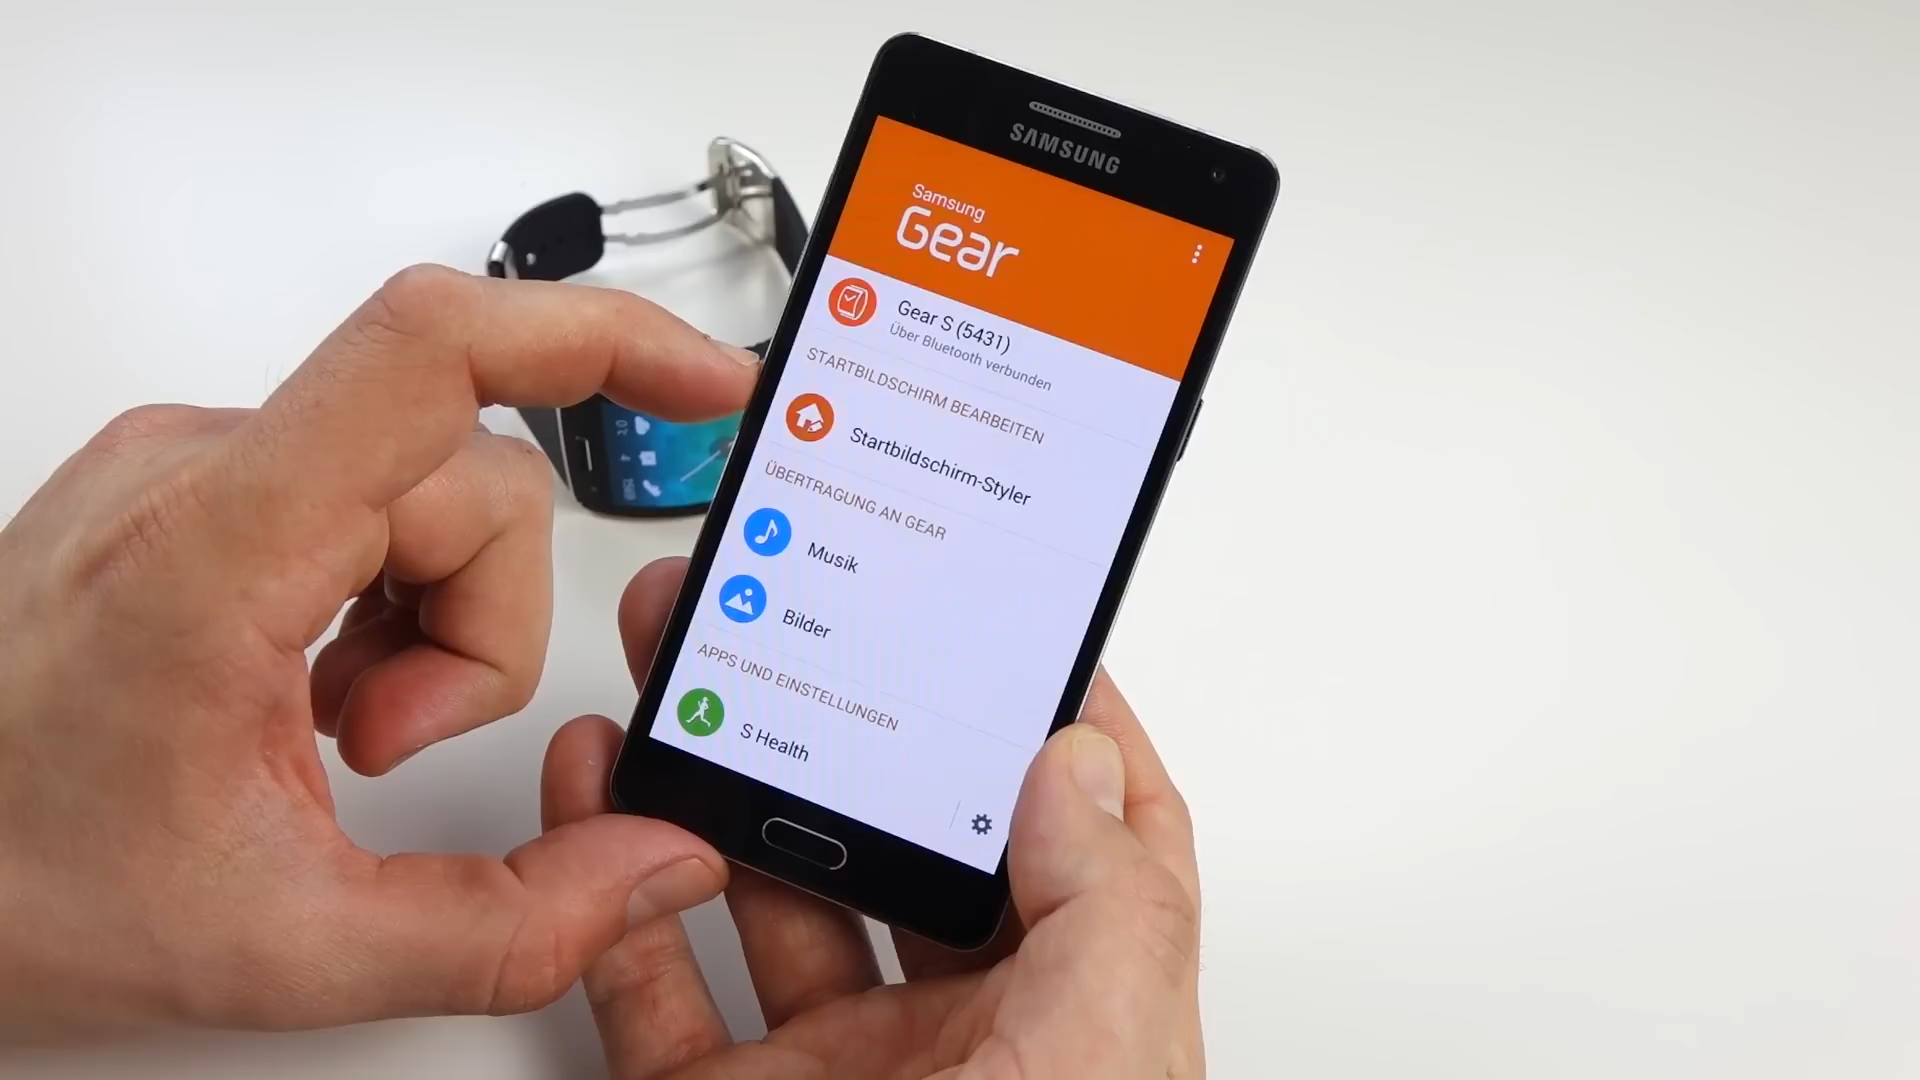 SAMSUNG
Samsung
Gear
Gear S (5431)
Über Bluetooth verbunden
STARTBILDSCHIRM BEARBEITEN
Startbildschirm-Styler
ÜBERTRAGUNG AN GEAR
Musik
Bilder
APPS UND EINSTELLUNGEN
S Health